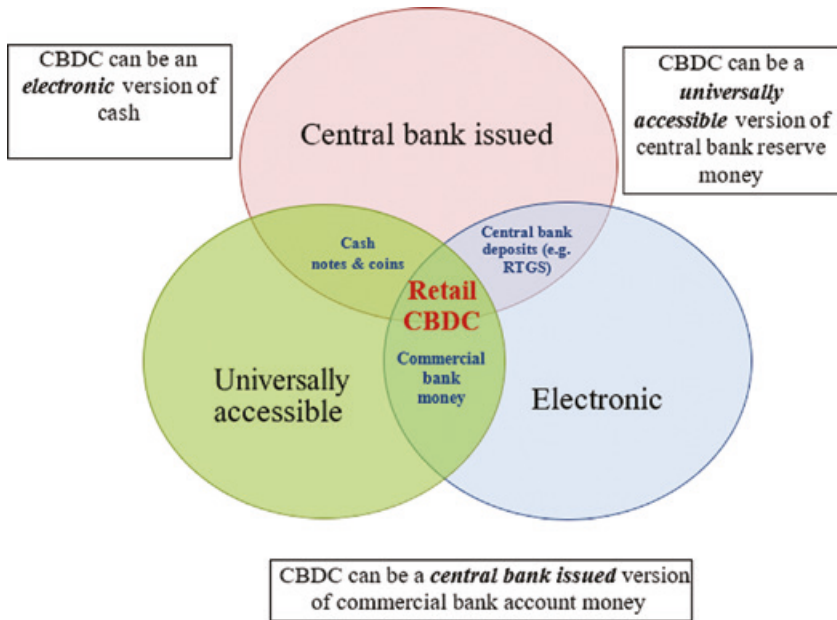 CBDC can be an
electronic version of
cash
CBDC can be a
universally
accessible version of
central bank reserve
money
Central bank issued
Cash
notes & coins
Central bank
deposits (e.g.
RTGS)
Retail
CBDC
Commercial
bank
money
Universally
accessible
Electronic
CBDC can be a central bank issued version
of commercial bank account money